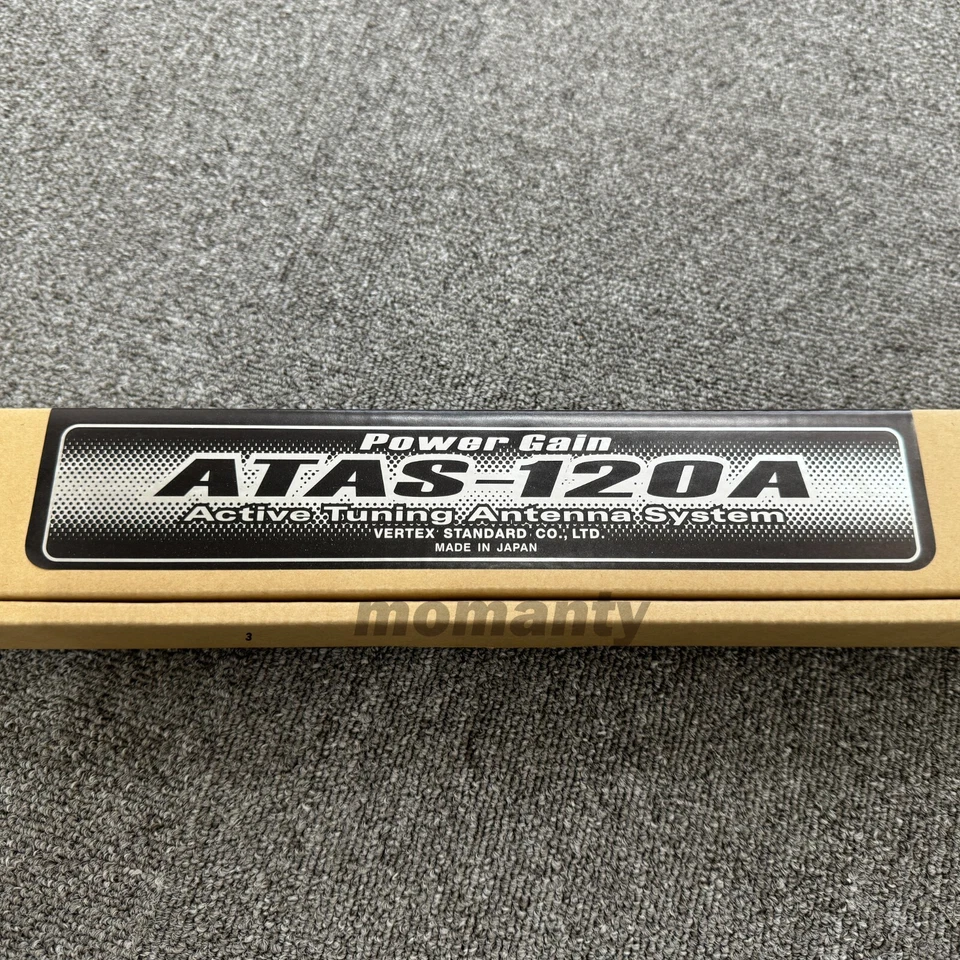 Power Gain
ATAS-120A
Active Tuning Antenna System
VERTEX STANDARD CO., LTD.
MADE IN JAPAN
momanty
3